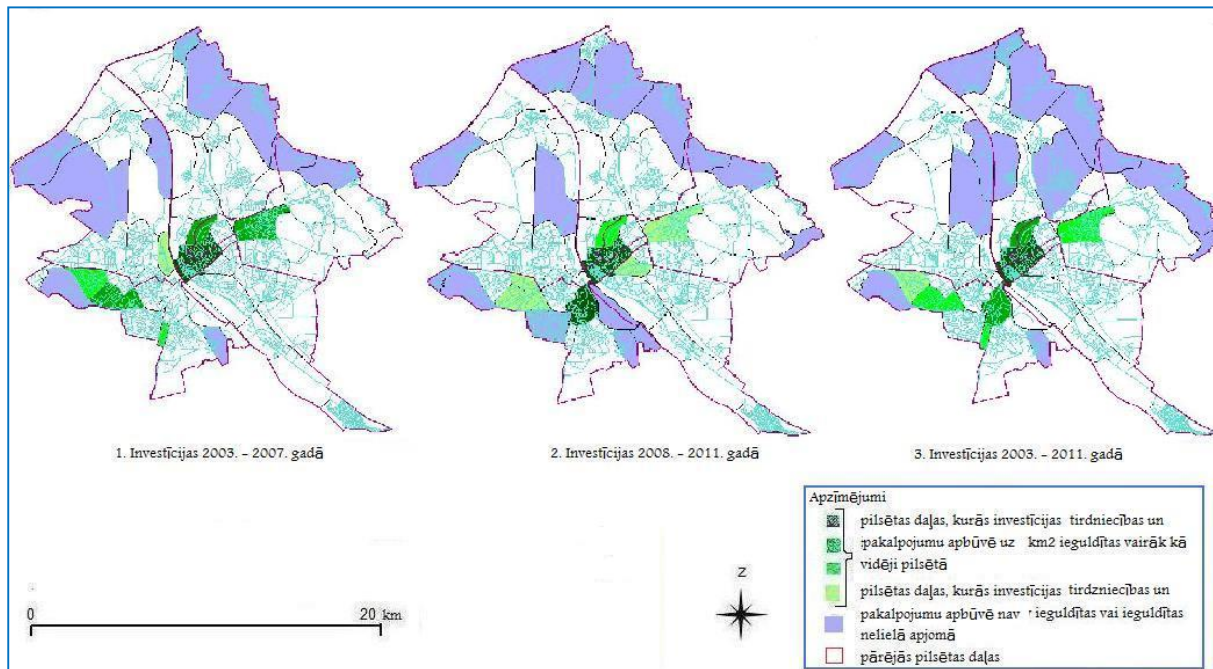 1. Investīcijas 2003. – 2007. gadā
2. Investīcijas 2008. – 2011. gadā
3. Investīcijas 2003. – 2011. gadā
0
20 km
Z
Apzīmējumi
pilsētas daļas, kurās investīcijas tirdniecības un
pakalpojumu apbūvē uz km2 ieguldītas vairāk kā
vidēji pilsētā
pilsētas daļas, kurās investīcijas tirdzniecības un
pakalpojumu apbūvē nav ieguldītas vai ieguldītas
nelielā apjomā
pārējās pilsētas daļas